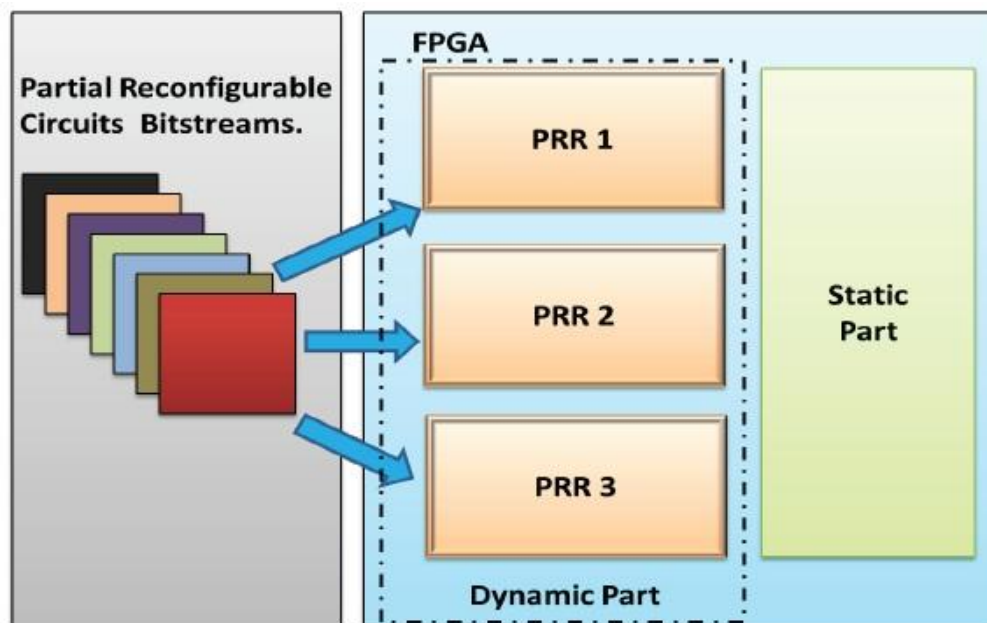 Partial Reconfigurable
Circuits Bitstreams.
FPGA
PRR 1
PRR 2
PRR 3
Dynamic Part
Static
Part